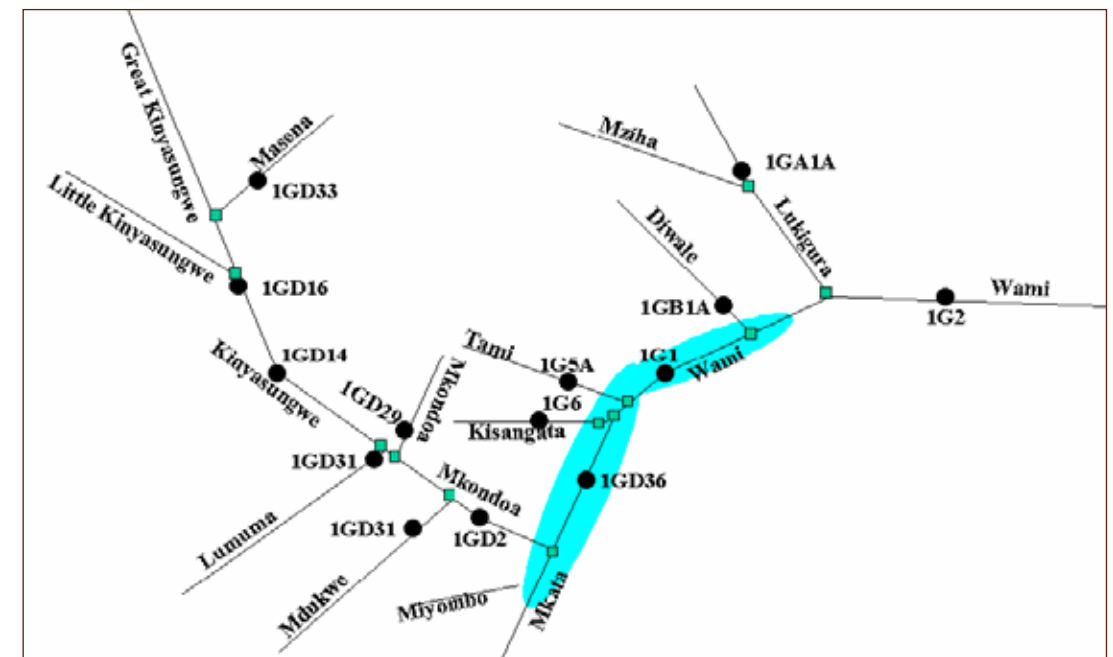 Great Kinyasungwe
Masena
1GD33
Little Kinyasungwe
1GD16
Mziha
1GA1A
Lukigura
Diwale
1GB1A
Wami
1G2
Kinyasungwe
1GD14
Tami
1G5A
1G1
Wami
1GD29
Mkondoa
1G6
Kisangata
1GD31
Mkondoa
1GD36
Lumuma
1GD31
1GD2
Mdukwe
Miyombo
Mkata